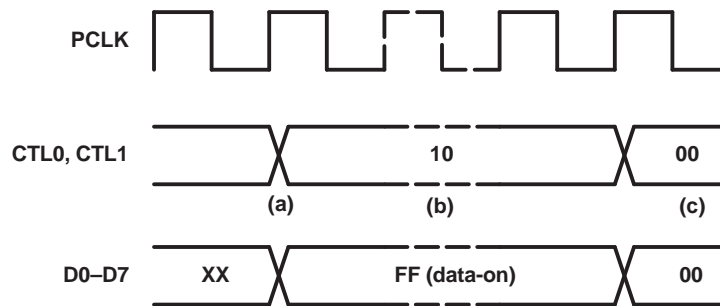 PCLK
CTL0, CTL1 10 00
(a) (b) (c)
D0–D7 XX FF (data-on) 00